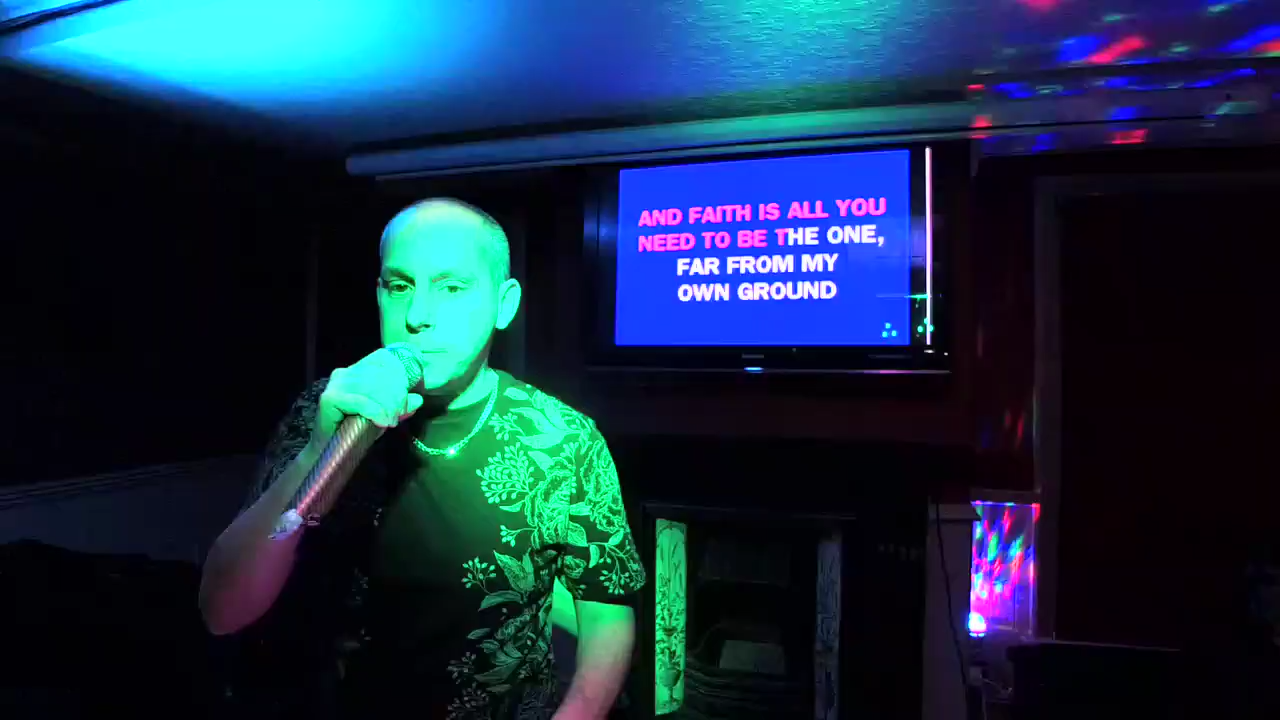 AND FAITH IS ALL YOU
NEED TO BE THE ONE,
FAR FROM MY
OWN GROUND